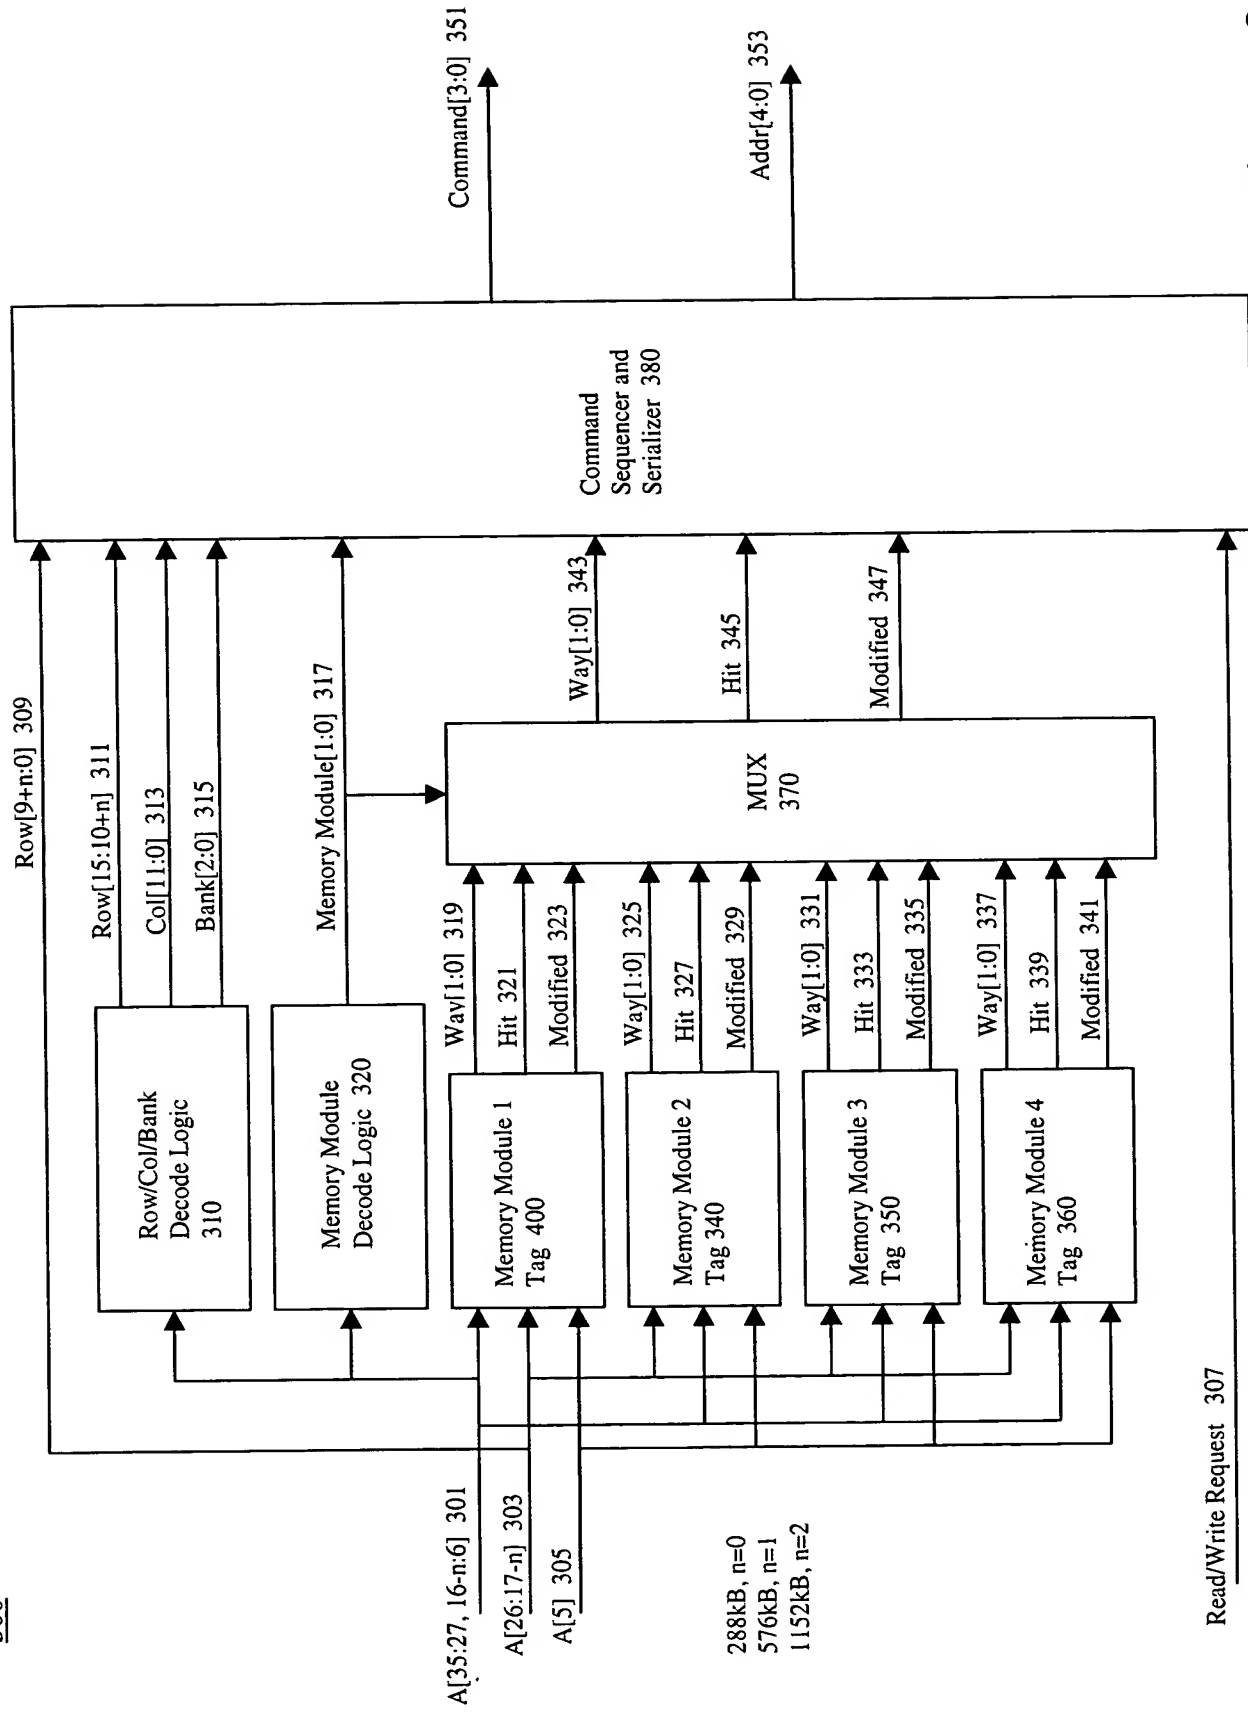 Row[9+n:0] 309
Row[15:10+n] 311
Col[11:0] 313
Bank[2:0] 315
Row/Col/Bank
Decode Logic
310
Memory Module[1:0] 317
Memory Module
Decode Logic 320
A[35:27, 16-n:6] 301
A[26:17-n] 303
A[5] 305
Memory Module 1
Tag 400
Way[1:0] 319
Hit 321
Modified 323
Memory Module 2
Tag 340
Way[1:0] 325
Hit 327
Modified 329
Memory Module 3
Tag 350
Way[1:0] 331
Hit 333
Modified 335
Memory Module 4
Tag 360
Way[1:0] 337
Hit 339
Modified 341
MUX
370
Way[1:0] 343
Hit 345
Modified 347
Command
Sequencer and
Serializer 380
Command[3:0] 351
Addr[4:0] 353
288kB, n=0
576kB, n=1
1152kB, n=2
Read/Write Request 307